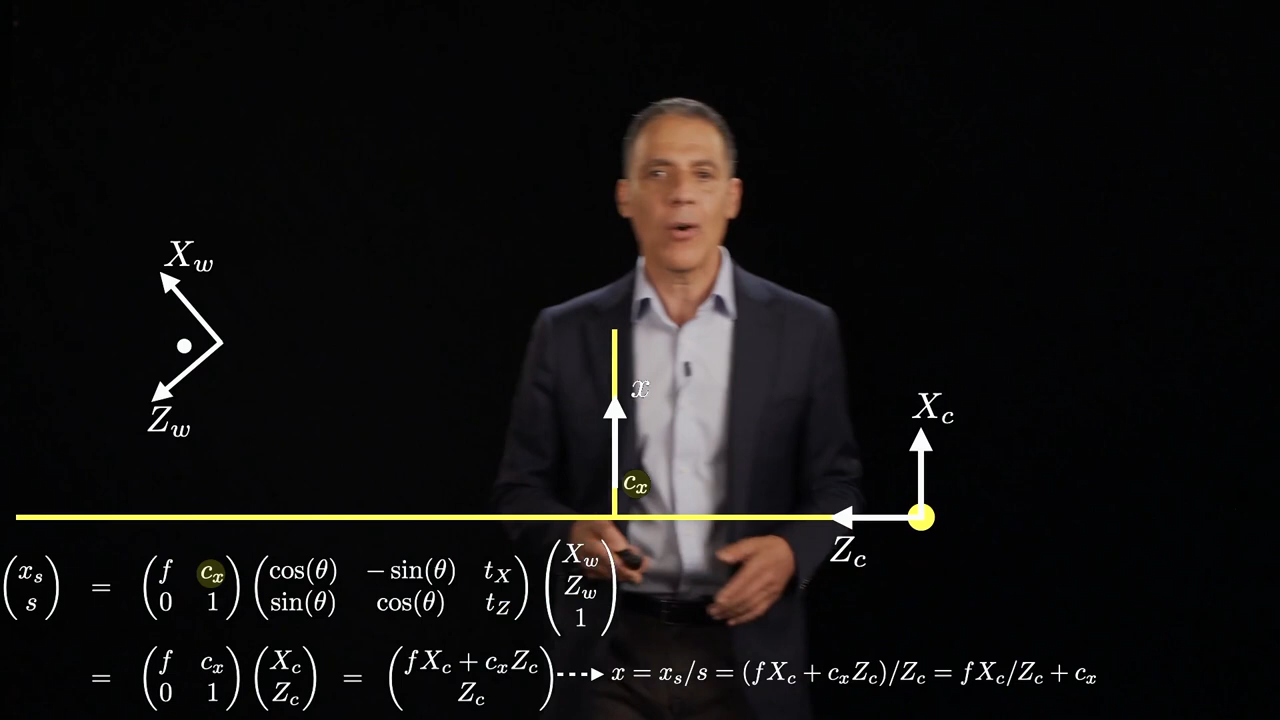 X_w
Z_w
x
c_x
X_c
Z_c
(x_s s) = (f c_x 0 1) (cos(θ) − sin(θ) t_X sin(θ) cos(θ) t_Z) (X_w Z_w 1)
= (f c_x 0 1) (X_c Z_c) = (fX_c + c_xZ_c Z_c) x = x_s/s = (fX_c + c_xZ_c)/Z_c = fX_c/Z_c + c_x